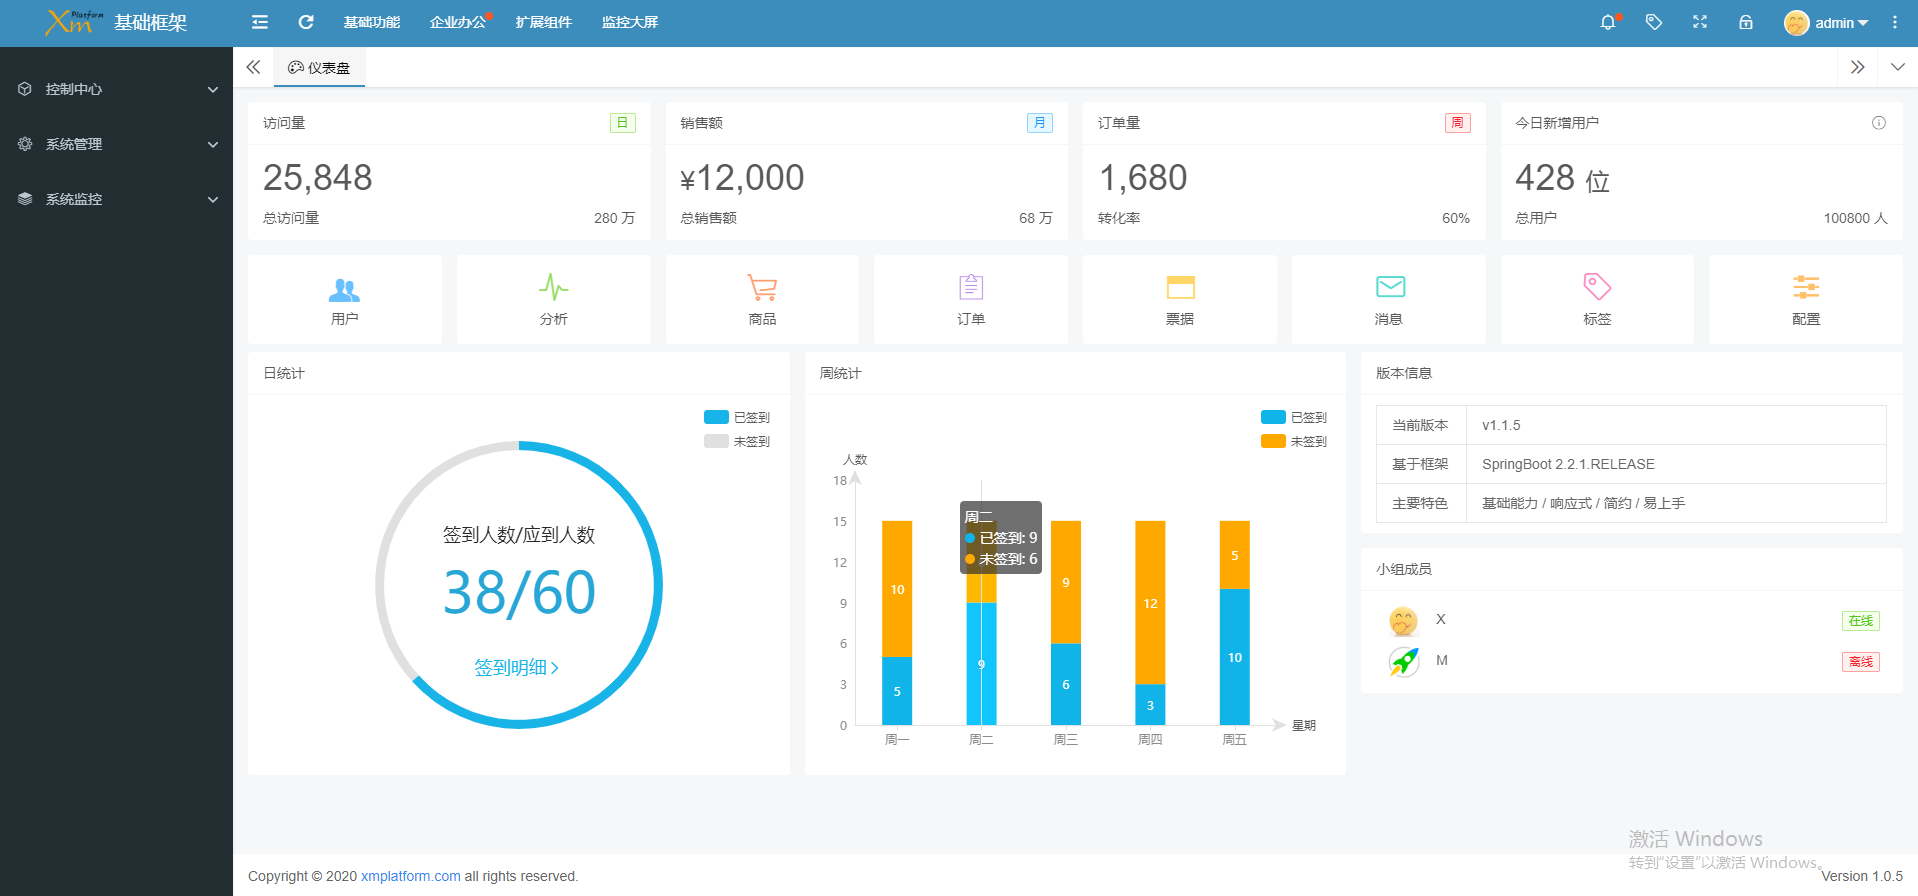 Xm Platform 基础框架
基础功能 企业办公 扩展组件 监控大屏
admin
控制中心
系统管理
系统监控
仪表盘
访问量 日
25,848
总访问量 280 万
销售额 月
¥12,000
总销售额 68 万
订单量 周
1,680
转化率 60%
今日新增用户
428 位
总用户 100800 人
用户 分析 商品 订单 票据 消息 标签 配置
日统计
已签到
未签到
签到人数/应到人数
38/60
签到明细
周统计
已签到
未签到
人数
18
15
12
9
6
3
0
10
5
9
9
6
12
3
5
10
周二
已签到: 9
未签到: 6
周一 周二 周三 周四 周五
星期
版本信息
当前版本 v1.1.5
基于框架 SpringBoot 2.2.1.RELEASE
主要特色 基础能力 / 响应式 / 简约 / 易上手
小组成员
X 在线
M 离线
激活 Windows
转到“设置”以激活 Windows。
Copyright © 2020 xmplatform.com all rights reserved.
Version 1.0.5